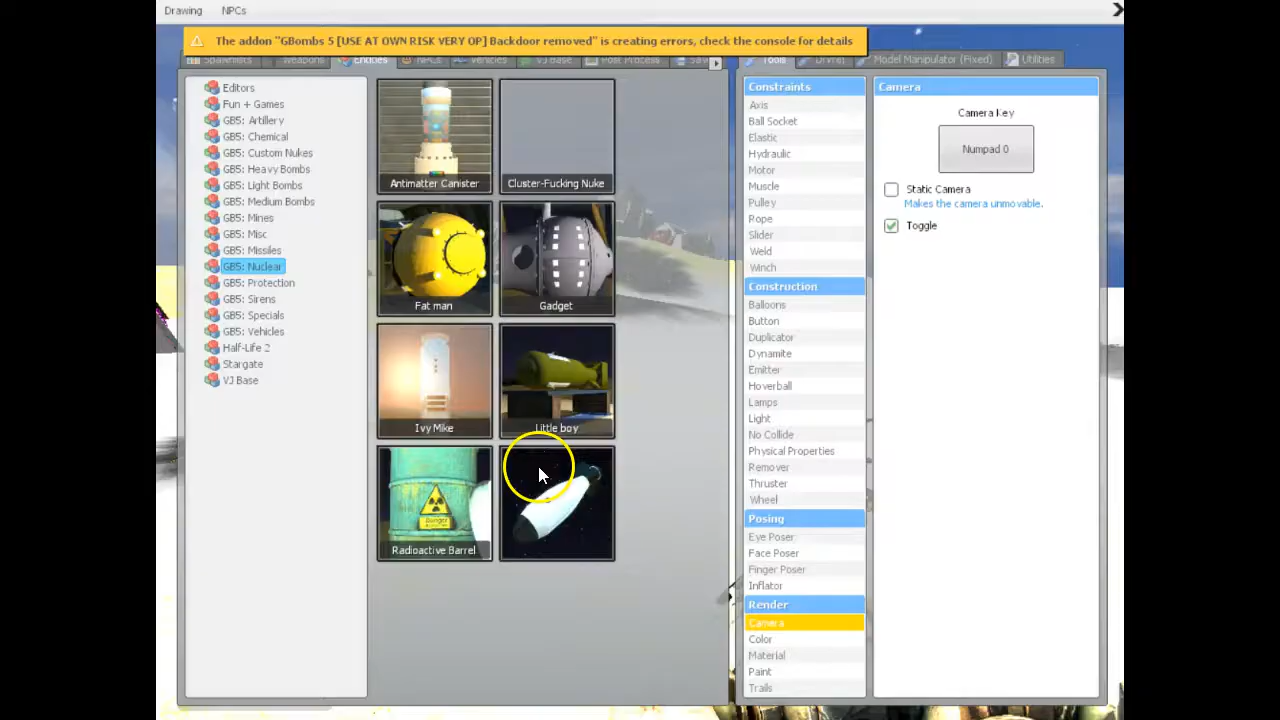 Drawing NPCs
The addon "GBombs 5 [USE AT OWN RISK VERY OP] Backdoor removed" is creating errors, check the console for details
Spawnlists Weapons Entities NPCs Vehicles VJ Base Post Process
Tools DrVrej Model Manipulator (Fixed) Utilities
Editors
Fun + Games
GB5: Artillery
GB5: Chemical
GB5: Custom Nukes
GB5: Heavy Bombs
GB5: Light Bombs
GB5: Medium Bombs
GB5: Mines
GB5: Misc
GB5: Missiles
GB5: Nuclear
GB5: Protection
GB5: Sirens
GB5: Specials
GB5: Vehicles
Half-Life 2
Stargate
VJ Base
Antimatter Canister
Cluster-Fucking Nuke
Fat man
Gadget
Ivy Mike
Little boy
Radioactive Barrel
Danger
Constraints
Axis
Ball Socket
Elastic
Hydraulic
Motor
Muscle
Pulley
Rope
Slider
Weld
Winch
Construction
Balloons
Button
Duplicator
Dynamite
Emitter
Hoverball
Lamps
Light
No Collide
Physical Properties
Remover
Thruster
Wheel
Posing
Eye Poser
Face Poser
Finger Poser
Inflator
Render
Camera
Color
Material
Paint
Trails
Camera
Camera Key
Numpad 0
Static Camera
Makes the camera unmovable.
Toggle